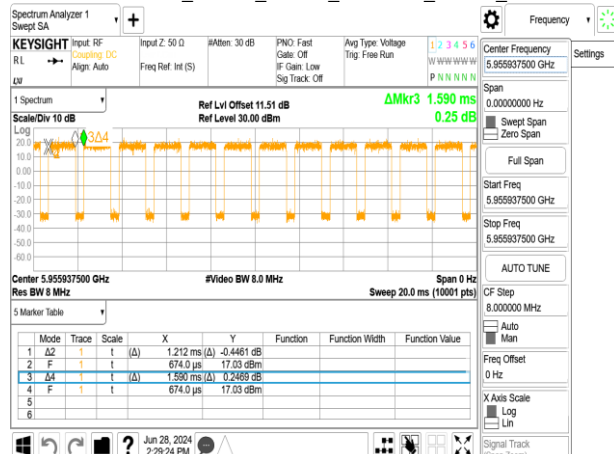 Spectrum Analyzer 1
Swept SA
Frequency
Settings
KEYSIGHT
RL
Input: RF
Coupling: DC
Align: Auto
Input Z: 50 Ω
Freq Ref: Int (S)
#Atten: 30 dB
PNO: Fast
Gate: Off
IF Gain: Low
Sig Track: Off
Avg Type: Voltage
Trig: Free Run
1 2 3 4 5 6
W W W W W W
P N N N N N
1 Spectrum
Scale/Div 10 dB
Ref Lvl Offset 11.51 dB
Ref Level 30.00 dBm
ΔMkr3 1.590 ms
0.25 dB
Log
3Δ4
20.0
10.0
0.00
-10.0
-20.0
-30.0
-40.0
-50.0
-60.0
Center 5.955937500 GHz
Res BW 8 MHz
#Video BW 8.0 MHz
Span 0 Hz
Sweep 20.0 ms (10001 pts)
5 Marker Table
Mode Trace Scale X Y Function Function Width Function Value
1 Δ2 1 t (Δ) 1.212 ms (Δ) -0.4461 dB
2 F 1 t 674.0 µs 17.03 dBm
3 Δ4 1 t (Δ) 1.590 ms (Δ) 0.2469 dB
4 F 1 t 674.0 µs 17.03 dBm
5
6
Jun 28, 2024
2:29:24 PM
?
Center Frequency
5.955937500 GHz
Span
0.00000000 Hz
Swept Span
Zero Span
Full Span
Start Freq
5.955937500 GHz
Stop Freq
5.955937500 GHz
AUTO TUNE
CF Step
8.000000 MHz
Auto
Man
Freq Offset
0 Hz
X Axis Scale
Log
Lin
Signal Track